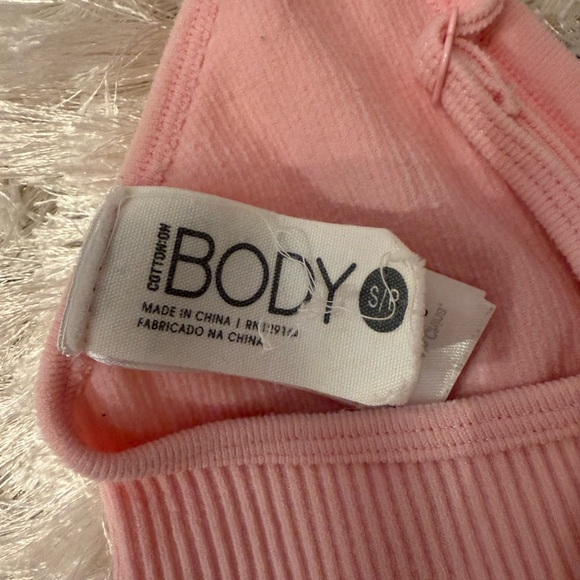 COTTON:ON
BODY
S/P
MADE IN CHINA | RN
FABRICADO NA CHINA